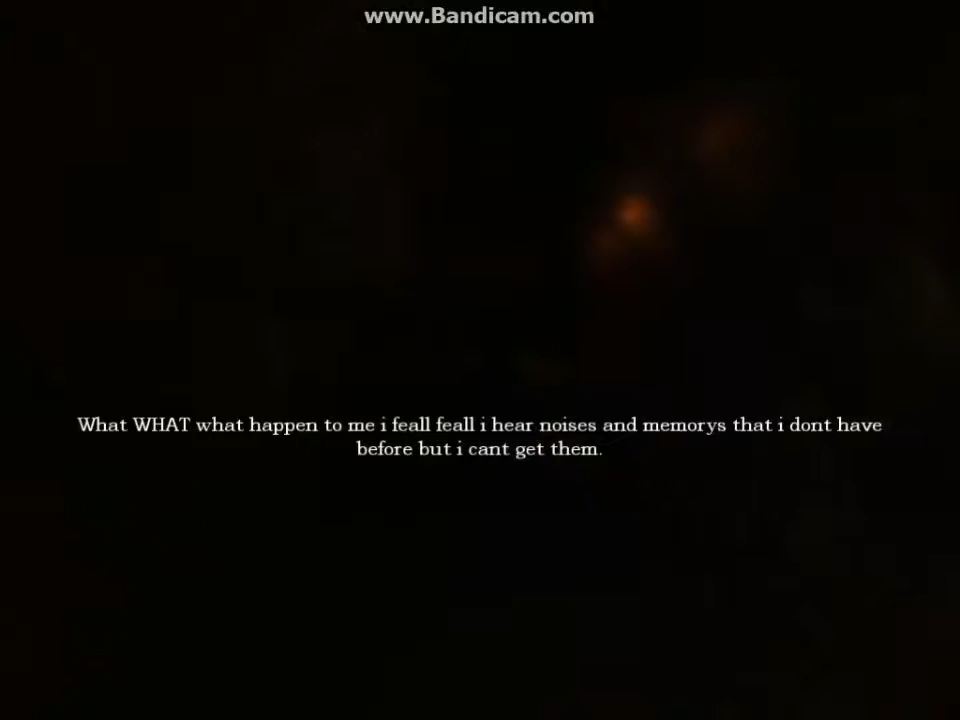 www.Bandicam.com
What WHAT what happen to me i feall feall i hear noises and memorys that i dont have
before but i cant get them.